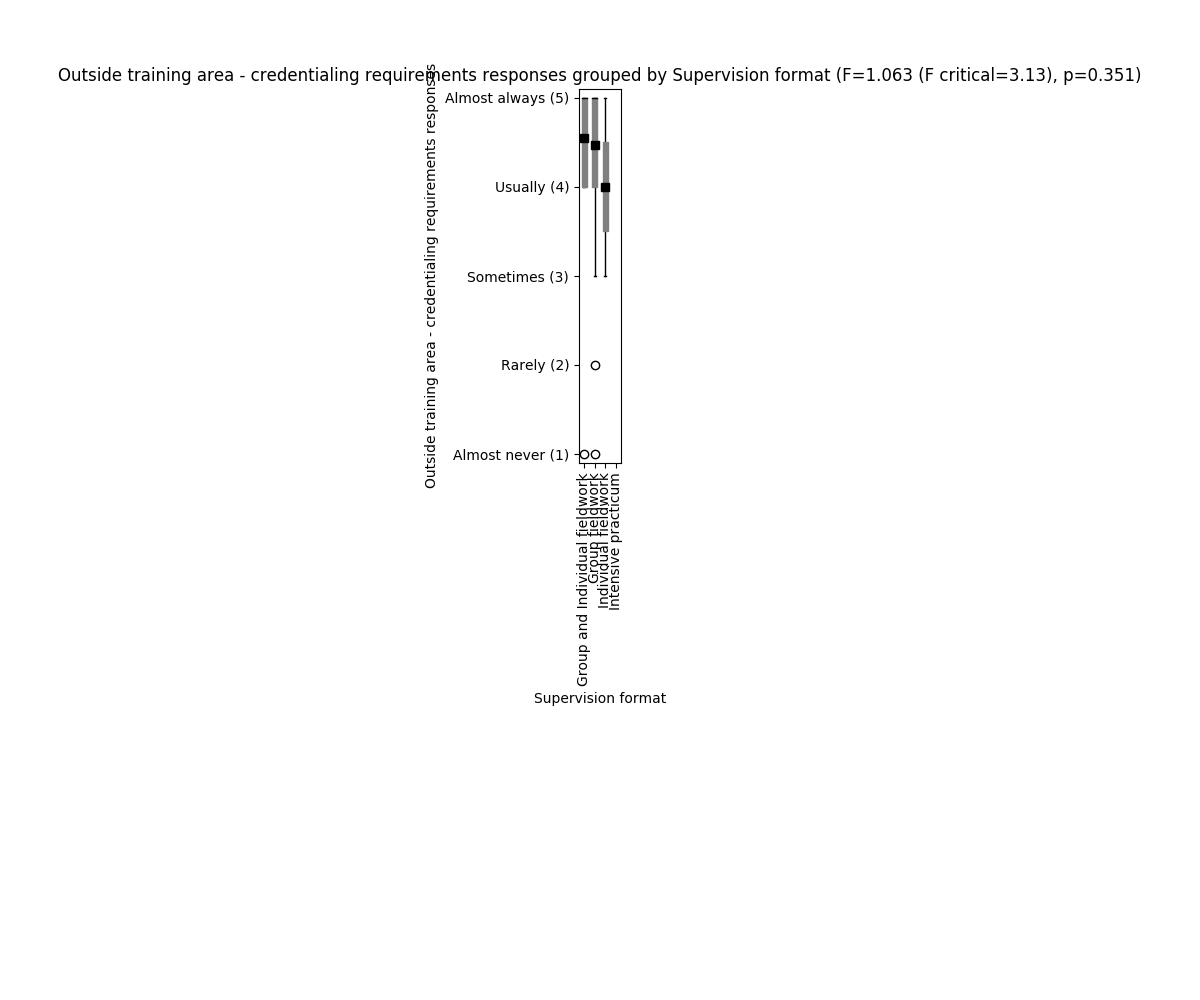 Outside training area - credentialing requirements responses grouped by Supervision format (F=1.063 (F critical=3.13), p=0.351)
Outside training area - credentialing requirements responses
Almost always (5)
Usually (4)
Sometimes (3)
Rarely (2)
Almost never (1)
Group and Individual fieldwork
Group fieldwork
Individual fieldwork
Intensive practicum
Supervision format